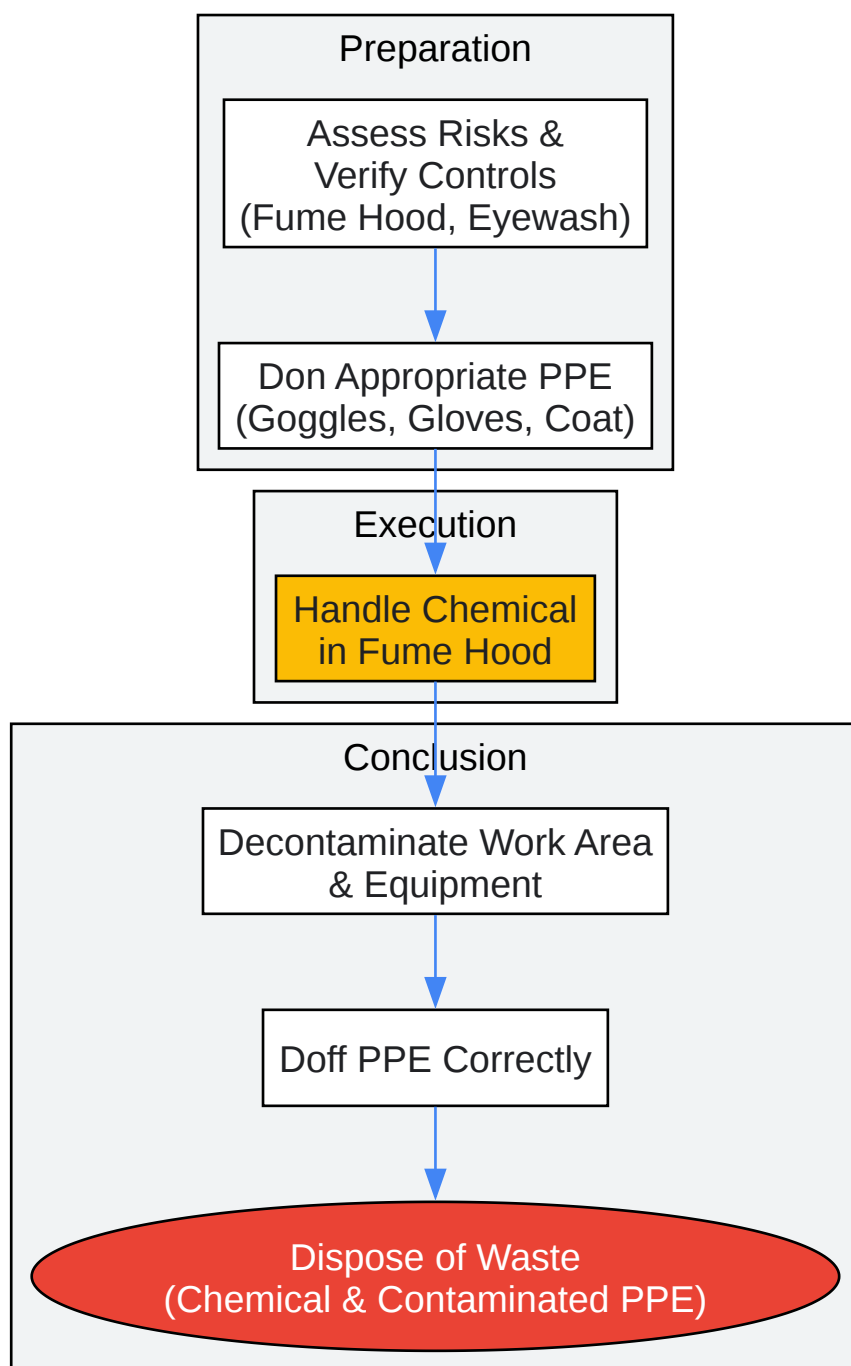 Preparation
Assess Risks &
Verify Controls
(Fume Hood, Eyewash)
Don Appropriate PPE
(Goggles, Gloves, Coat)
Execution
Handle Chemical
in Fume Hood
Conclusion
Decontaminate Work Area
& Equipment
Doff PPE Correctly
Dispose of Waste
(Chemical & Contaminated PPE)